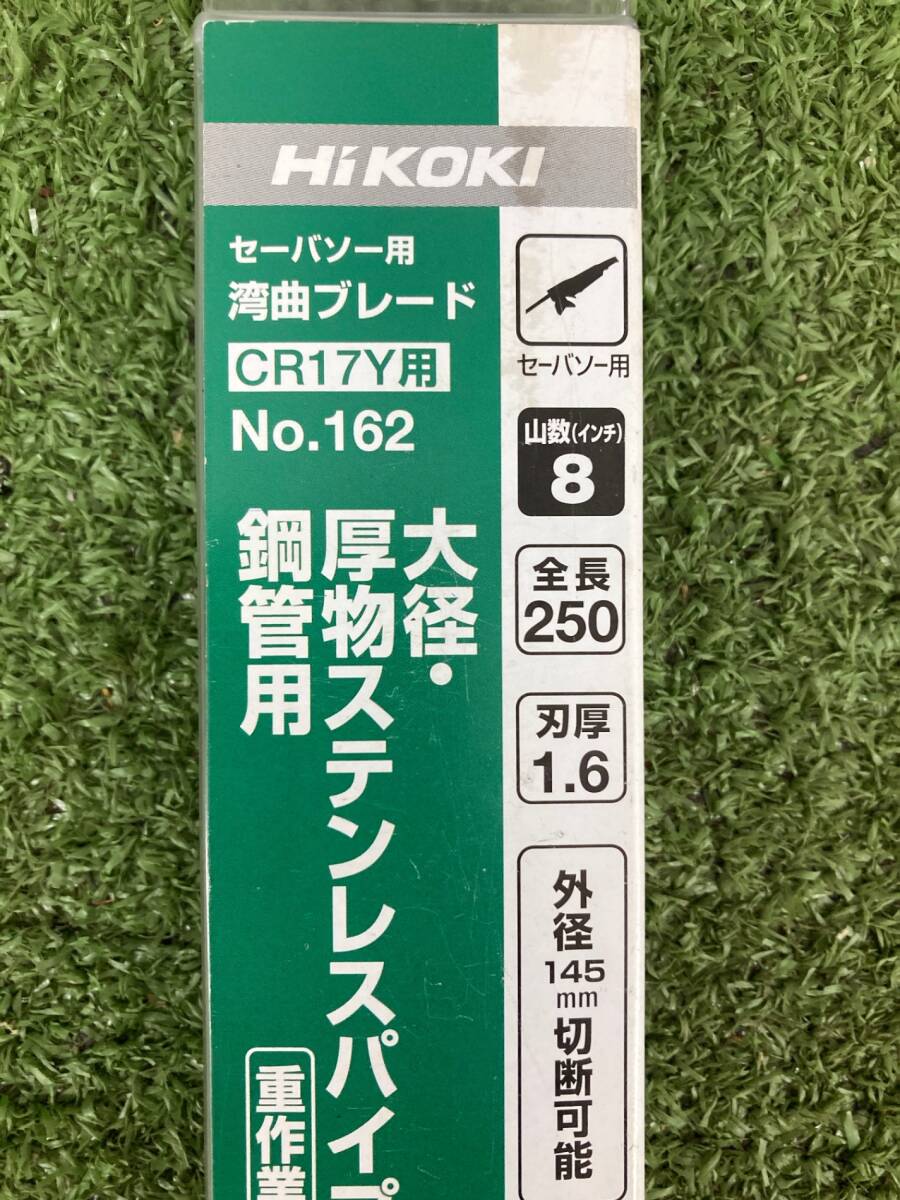 HiKOKI
セーバソー用
湾曲ブレード
CR17Y用
No.162
大径・
厚物ステンレスパイプ
鋼管用
重作業
セーバソー用
山数(インチ)
8
全長
250
刃厚
1.6
外径
145
mm
切断可能